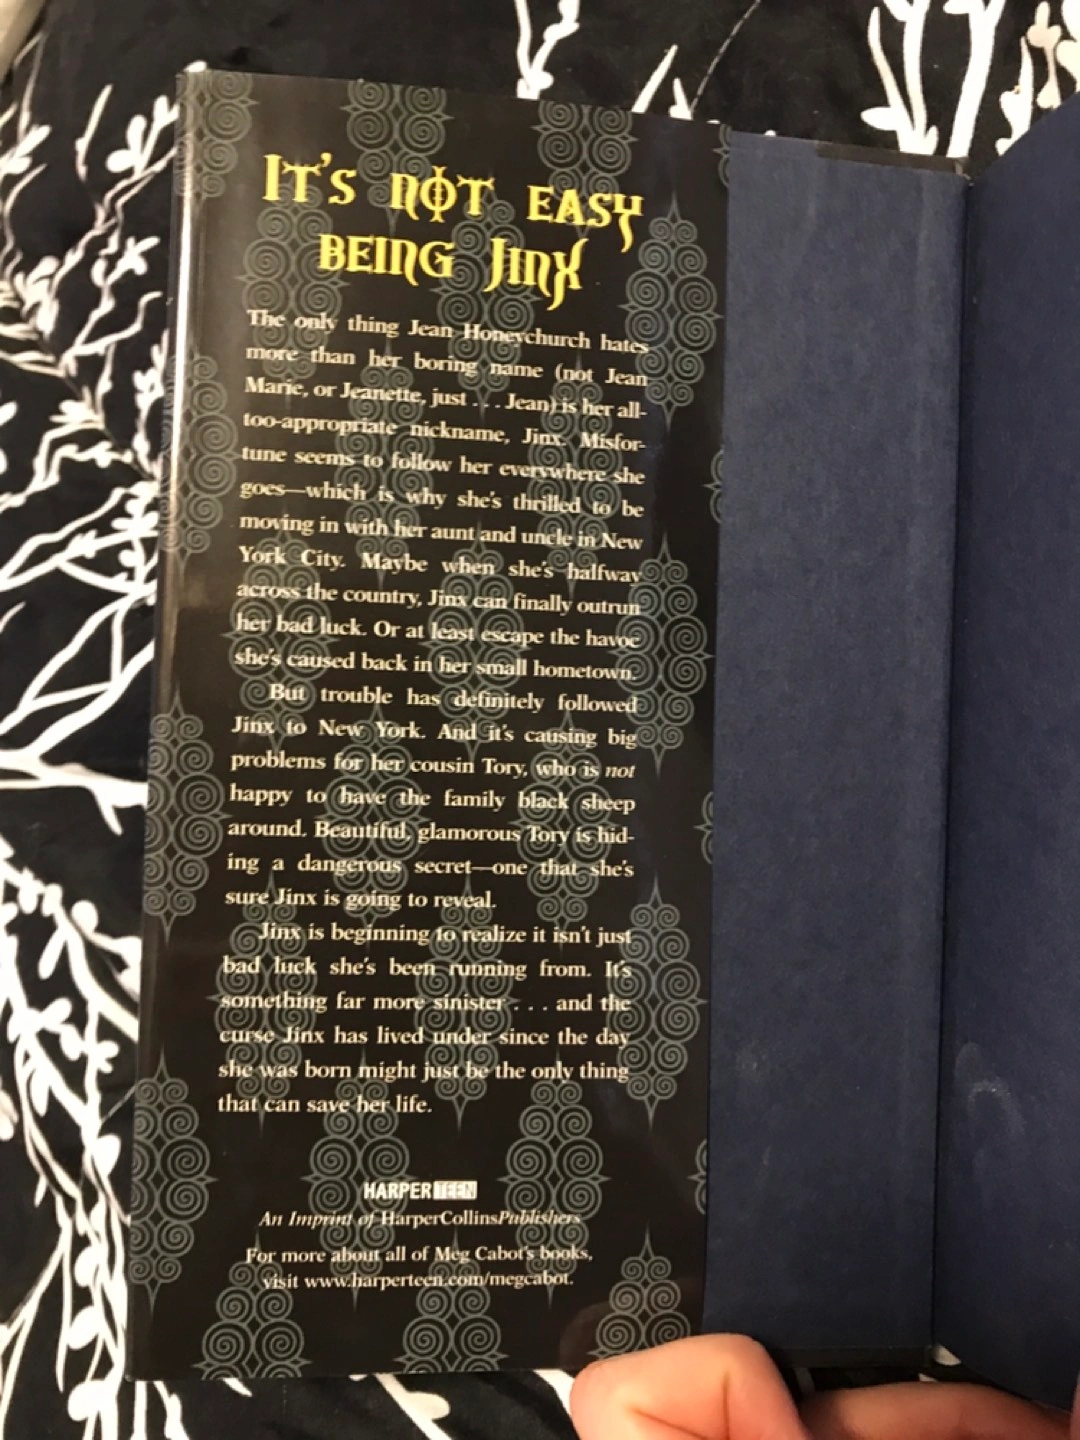 It's not easy
being Jinx
The only thing Jean Honeychurch hates
more than her boring name (not Jean
Marie, or Jeanette, just . . . Jean) is her all-
too-appropriate nickname, Jinx. Misfor-
tune seems to follow her everywhere she
goes—which is why she's thrilled to be
moving in with her aunt and uncle in New
York City. Maybe when she's halfway
across the country, Jinx can finally outrun
her bad luck. Or at least escape the havoc
she's caused back in her small hometown.
But trouble has definitely followed
Jinx to New York. And it's causing big
problems for her cousin Tory, who is not
happy to have the family black sheep
around. Beautiful, glamorous Tory is hid-
ing a dangerous secret—one that she's
sure Jinx is going to reveal.
Jinx is beginning to realize it isn't just
bad luck she's been running from. It's
something far more sinister . . . and the
curse Jinx has lived under since the day
she was born might just be the only thing
that can save her life.
HARPERTEEN
An Imprint of HarperCollinsPublishers
For more about all of Meg Cabot's books,
visit www.harperteen.com/megcabot.